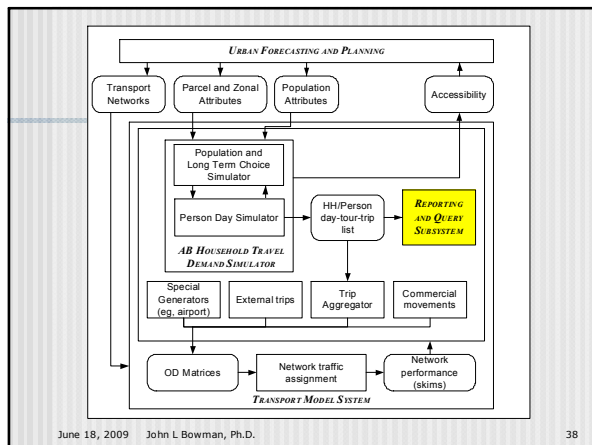 URBAN FORECASTING AND PLANNING
Transport
Networks
Parcel and Zonal
Attributes
Population
Attributes
Accessibility
Population and
Long Term Choice
Simulator
Person Day Simulator
AB HOUSEHOLD TRAVEL
DEMAND SIMULATOR
HH/Person
day-tour-trip
list
REPORTING
AND QUERY
SUBSYSTEM
Special
Generators
(eg, airport)
External trips
Trip
Aggregator
Commercial
movements
OD Matrices
Network traffic
assignment
Network
performance
(skims)
TRANSPORT MODEL SYSTEM
June 18, 2009 John L Bowman, Ph.D. 38